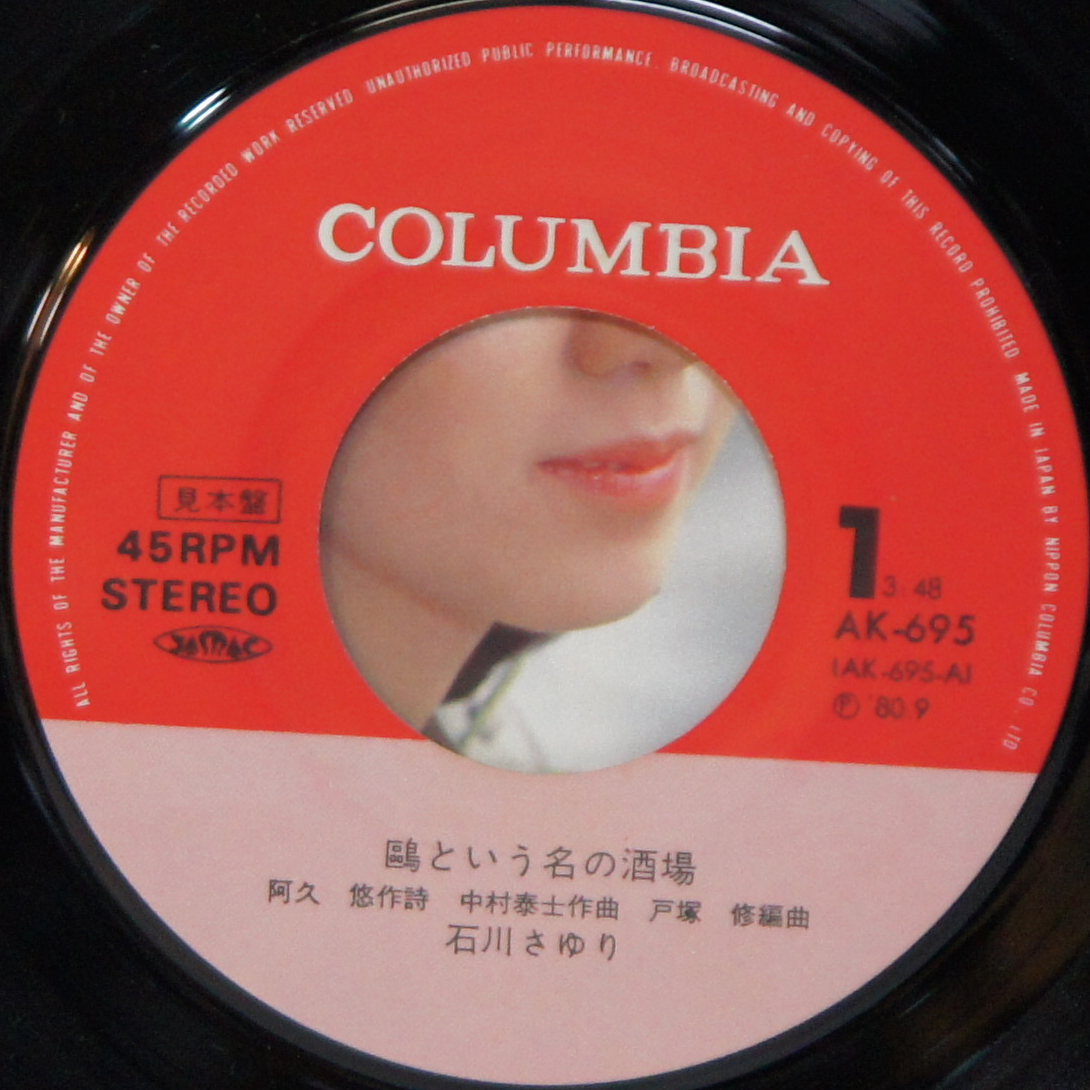 ALL RIGHTS OF THE MANUFACTURER AND OF THE OWNER OF THE RECORDED WORK RESERVED UNAUTHORIZED PUBLIC PERFORMANCE. BROADCASTING AND COPYING OF THIS RECORD PROHIBITED MADE IN JAPAN BY NIPPON COLUMBIA CO., LTD
COLUMBIA
見本盤
45RPM
STEREO
JASRAC
1
3:48
AK-695
(AK-695-A)
Ⓟ '80.9
鷗という名の酒場
阿久 悠作詩 中村泰士作曲 戸塚 修編曲
石川さゆり